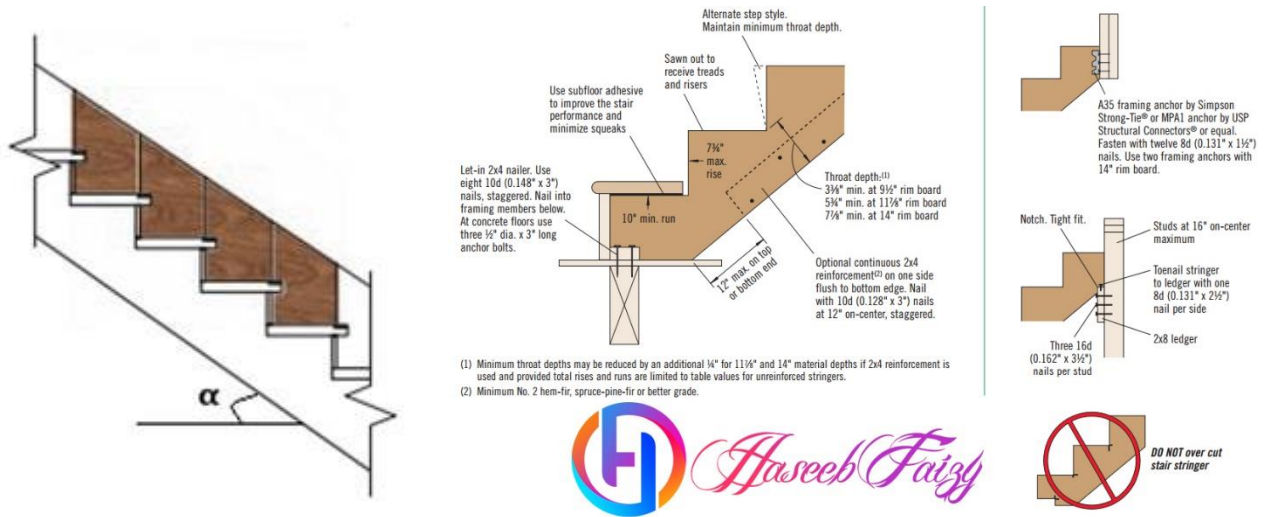 α
Alternate step style.
Maintain minimum throat depth.
Sawn out to
receive treads
and risers
Use subfloor adhesive
to improve the stair
performance and
minimize squeaks
Let-in 2x4 nailer. Use
eight 10d (0.148" x 3")
nails, staggered. Nail into
framing members below.
At concrete floors use
three ½" dia. x 3" long
anchor bolts.
7¾"
max.
rise
10" min. run
Throat depth:(1)
3⅜" min. at 9½" rim board
5¾" min. at 11⅞" rim board
7⅞" min. at 14" rim board
12" max. on top
or bottom end
Optional continuous 2x4
reinforcement(2) on one side
flush to bottom edge. Nail
with 10d (0.128" x 3") nails
at 12" on-center, staggered.
(1) Minimum throat depths may be reduced by an additional ¼" for 11⅞" and 14" material depths if 2x4 reinforcement is
used and provided total rises and runs are limited to table values for unreinforced stringers.
(2) Minimum No. 2 hem-fir, spruce-pine-fir or better grade.
Haseeb Faizy
A35 framing anchor by Simpson
Strong-Tie® or MPA1 anchor by USP
Structural Connectors® or equal.
Fasten with twelve 8d (0.131" x 1½")
nails. Use two framing anchors with
14" rim board.
Notch. Tight fit.
Studs at 16" on-center
maximum
Toenail stringer
to ledger with one
8d (0.131" x 2½")
nail per side
2x8 ledger
Three 16d
(0.162" x 3½")
nails per stud
DO NOT over cut
stair stringer